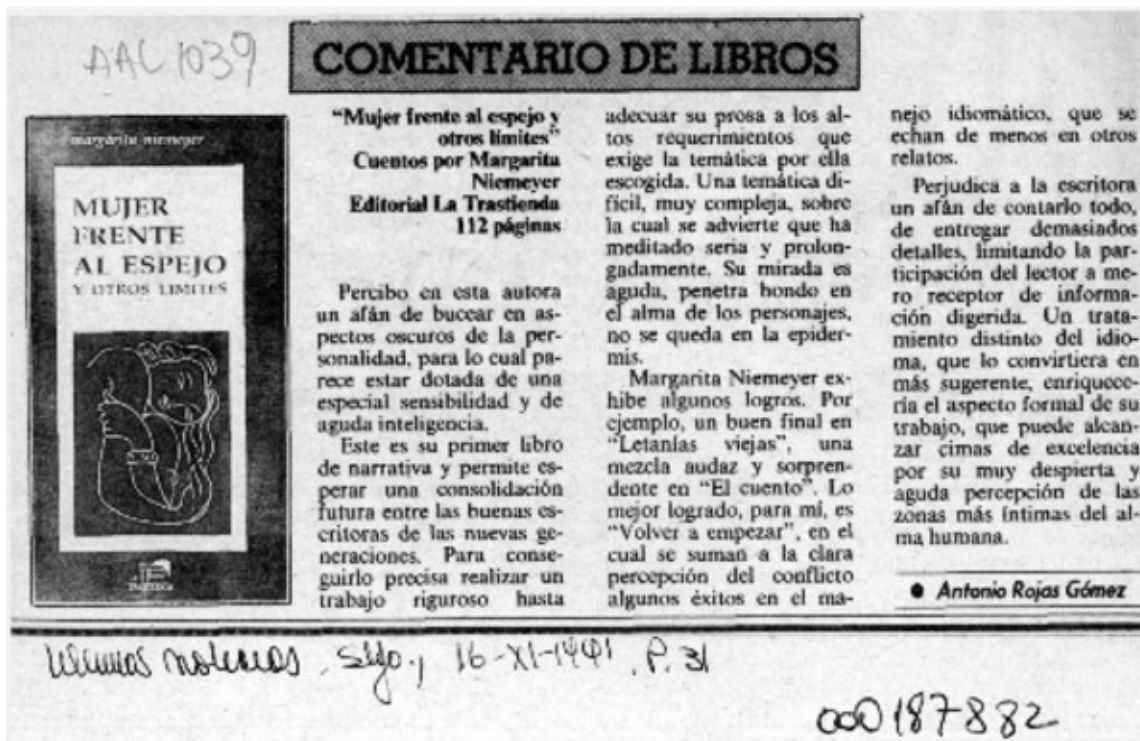 AAC 1039
COMENTARIO DE LIBROS
margarita niemeyer
MUJER
FRENTE
AL ESPEJO
Y OTROS LIMITES
"Mujer frente al espejo y
otros límites"
Cuentos por Margarita
Niemeyer
Editorial La Trastienda
112 páginas
Percibo en esta autora
un afán de bucear en as-
pectos oscuros de la per-
sonalidad, para lo cual pa-
rece estar dotada de una
especial sensibilidad y de
aguda inteligencia.
Este es su primer libro
de narrativa y permite es-
perar una consolidación
futura entre las buenas es-
critoras de las nuevas ge-
neraciones. Para conse-
guirlo precisa realizar un
trabajo riguroso hasta
adecuar su prosa a los al-
tos requerimientos que
exige la temática por ella
escogida. Una temática di-
fícil, muy compleja, sobre
la cual se advierte que ha
meditado seria y prolon-
gadamente. Su mirada es
aguda, penetra hondo en
el alma de los personajes,
no se queda en la epider-
mis.
Margarita Niemeyer ex-
hibe algunos logros. Por
ejemplo, un buen final en
"Letanías viejas", una
mezcla audaz y sorpren-
dente en "El cuento". Lo
mejor logrado, para mí, es
"Volver a empezar", en el
cual se suman a la clara
percepción del conflicto
algunos éxitos en el ma-
nejo idiomático, que se
echan de menos en otros
relatos.
Perjudica a la escritora
un afán de contarlo todo,
de entregar demasiados
detalles, limitando la par-
ticipación del lector a me-
ro receptor de informa-
ción digerida. Un trata-
miento distinto del idio-
ma, que lo convirtiera en
más sugerente, enriquece-
ría el aspecto formal de su
trabajo, que puede alcan-
zar cimas de excelencia
por su muy despierta y
aguda percepción de las
zonas más íntimas del al-
ma humana.
● Antonio Rojas Gómez
Ultimas noticias. Stgo., 16-XI-1991. P. 31
000187882